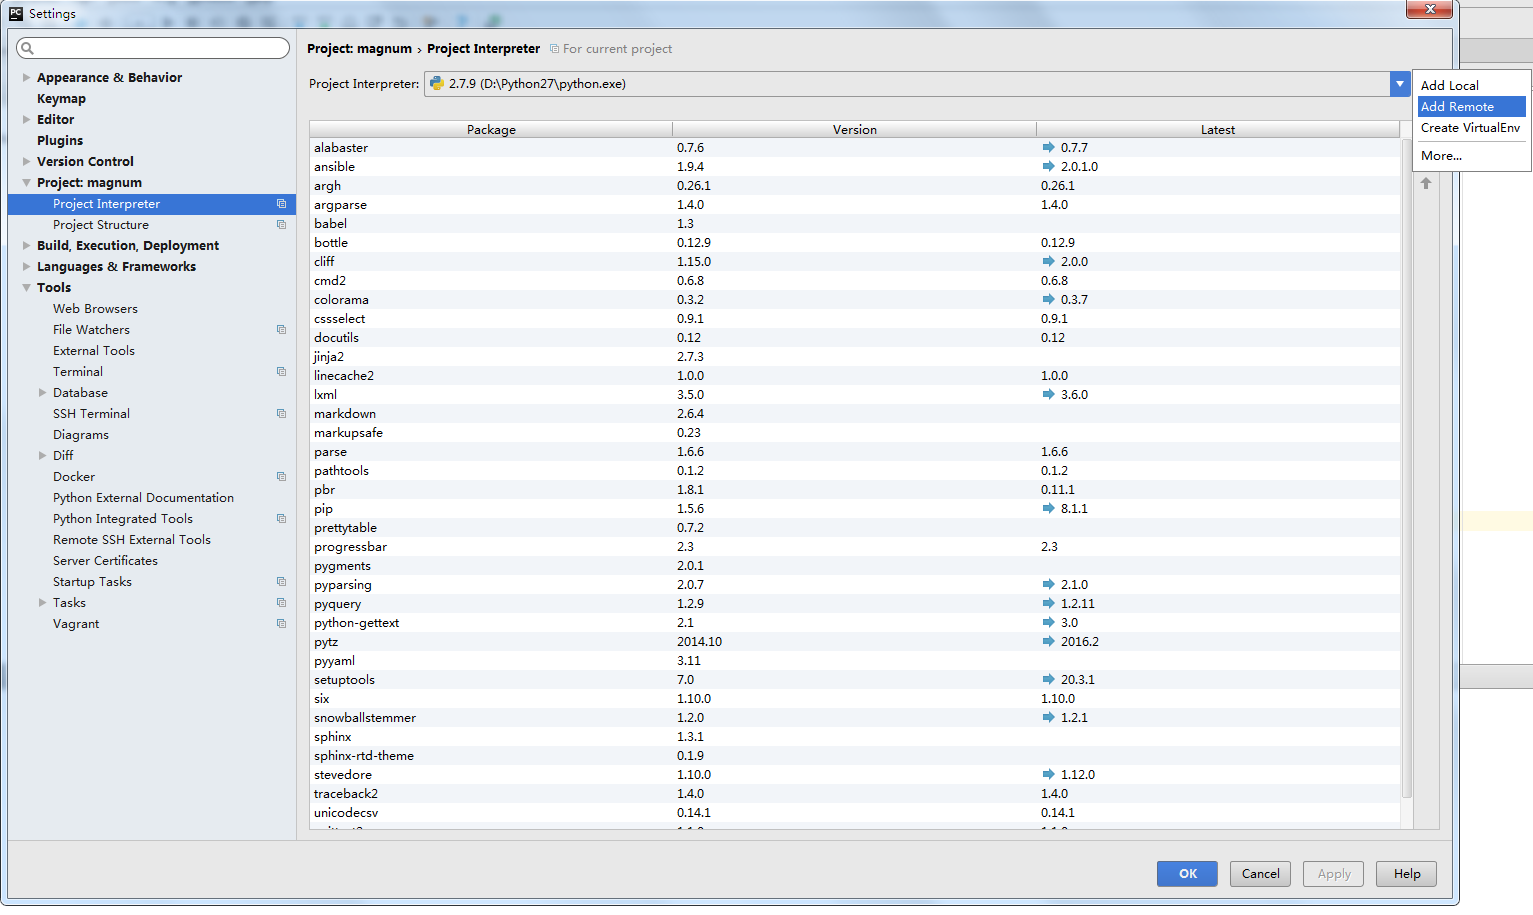 PC Settings
Appearance & Behavior
Keymap
Editor
Plugins
Version Control
Project: magnum
Project Interpreter
Project Structure
Build, Execution, Deployment
Languages & Frameworks
Tools
Web Browsers
File Watchers
External Tools
Terminal
Database
SSH Terminal
Diagrams
Diff
Docker
Python External Documentation
Python Integrated Tools
Remote SSH External Tools
Server Certificates
Startup Tasks
Tasks
Vagrant
Project: magnum › Project Interpreter For current project
Project Interpreter: 2.7.9 (D:\Python27\python.exe)
Add Local
Add Remote
Create VirtualEnv
More...
Package Version Latest
alabaster 0.7.6 0.7.7
ansible 1.9.4 2.0.1.0
argh 0.26.1 0.26.1
argparse 1.4.0 1.4.0
babel 1.3
bottle 0.12.9 0.12.9
cliff 1.15.0 2.0.0
cmd2 0.6.8 0.6.8
colorama 0.3.2 0.3.7
cssselect 0.9.1 0.9.1
docutils 0.12 0.12
jinja2 2.7.3
linecache2 1.0.0 1.0.0
lxml 3.5.0 3.6.0
markdown 2.6.4
markupsafe 0.23
parse 1.6.6 1.6.6
pathtools 0.1.2 0.1.2
pbr 1.8.1 0.11.1
pip 1.5.6 8.1.1
prettytable 0.7.2
progressbar 2.3 2.3
pygments 2.0.1
pyparsing 2.0.7 2.1.0
pyquery 1.2.9 1.2.11
python-gettext 2.1 3.0
pytz 2014.10 2016.2
pyyaml 3.11
setuptools 7.0 20.3.1
six 1.10.0 1.10.0
snowballstemmer 1.2.0 1.2.1
sphinx 1.3.1
sphinx-rtd-theme 0.1.9
stevedore 1.10.0 1.12.0
traceback2 1.4.0 1.4.0
unicodecsv 0.14.1 0.14.1
OK Cancel Apply Help